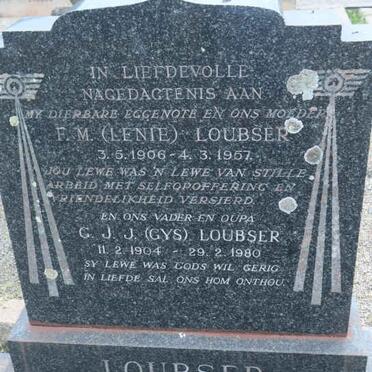 IN LIEFDEVOLLE
NAGEDAGTENIS AAN
MY DIERBARE EGGENOTE EN ONS MOEDER
F. M. (LENIE) LOUBSER
3. 5. 1906 - 4. 3. 1957.
JOU LEWE WAS 'N LEWE VAN STILLE
ARBEID MET SELFOPOFFERING EN
VRIENDELIKHEID VERSIERD.
EN ONS VADER EN OUPA
G. J. J. (GYS) LOUBSER
11. 2. 1904 - 29. 2. 1980
SY LEWE WAS GODS WIL GERIG
IN LIEFDE SAL ONS HOM ONTHOU.
LOUBSER